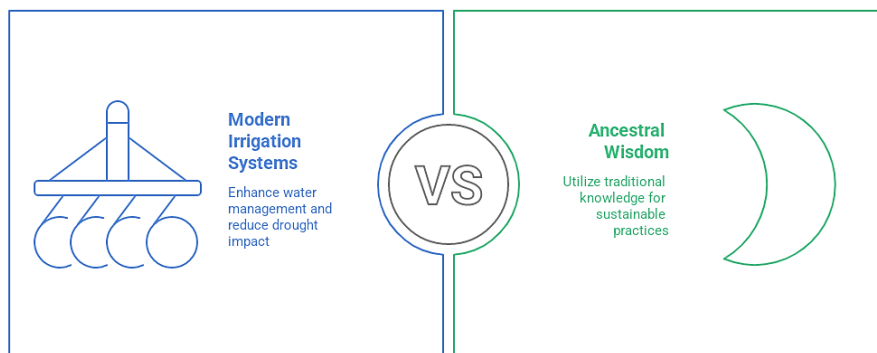 Modern
Irrigation
Systems
Enhance water
management and
reduce drought
impact
VS
Ancestral
Wisdom
Utilize traditional
knowledge for
sustainable
practices